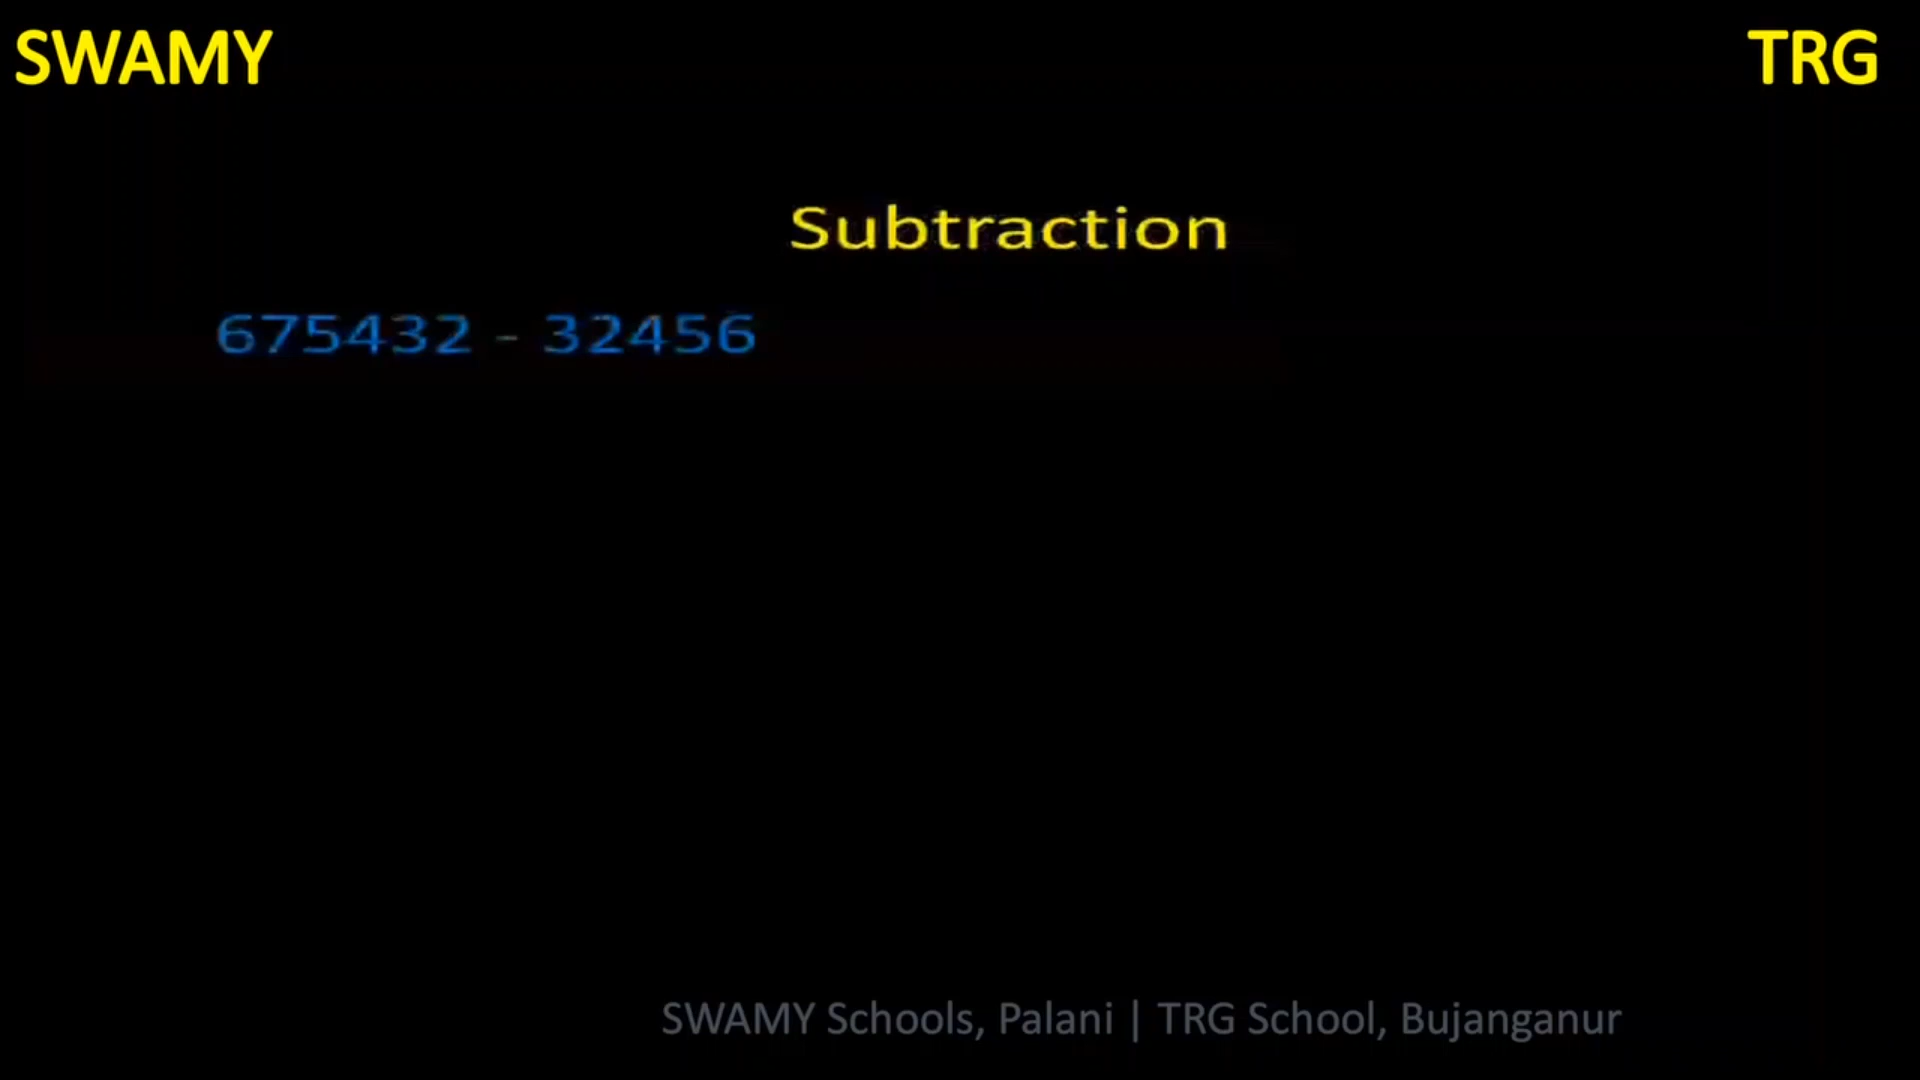 SWAMY TRG
Subtraction
675432 - 32456
SWAMY Schools, Palani | TRG School, Bujanganur